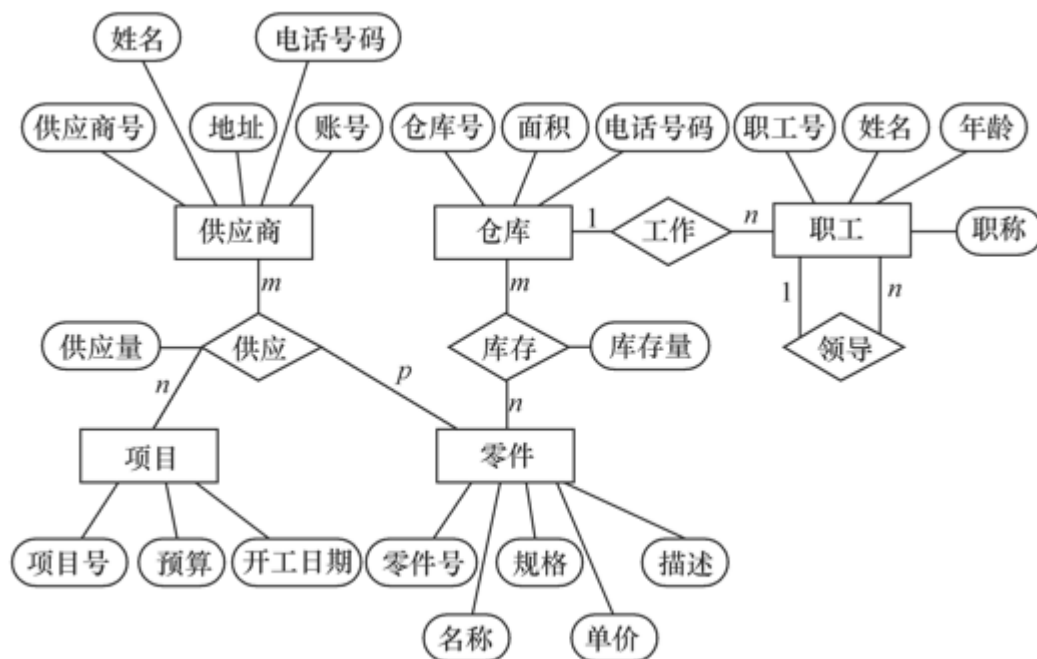 姓名
电话号码
供应商号
地址
账号
仓库号
面积
电话号码
职工号
姓名
年龄
供应商
仓库
1
工作
n
职工
职称
m
m
1
n
供应量
供应
库存
库存量
领导
n
p
n
项目
零件
项目号
预算
开工日期
零件号
规格
描述
名称
单价